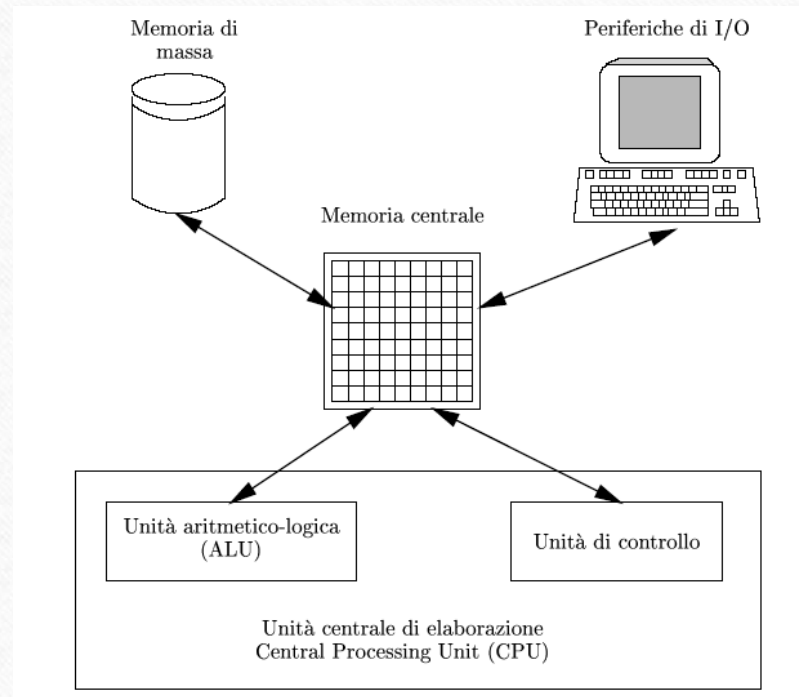 Memoria di
massa
Periferiche di I/O
Memoria centrale
Unità aritmetico-logica
(ALU)
Unità di controllo
Unità centrale di elaborazione
Central Processing Unit (CPU)